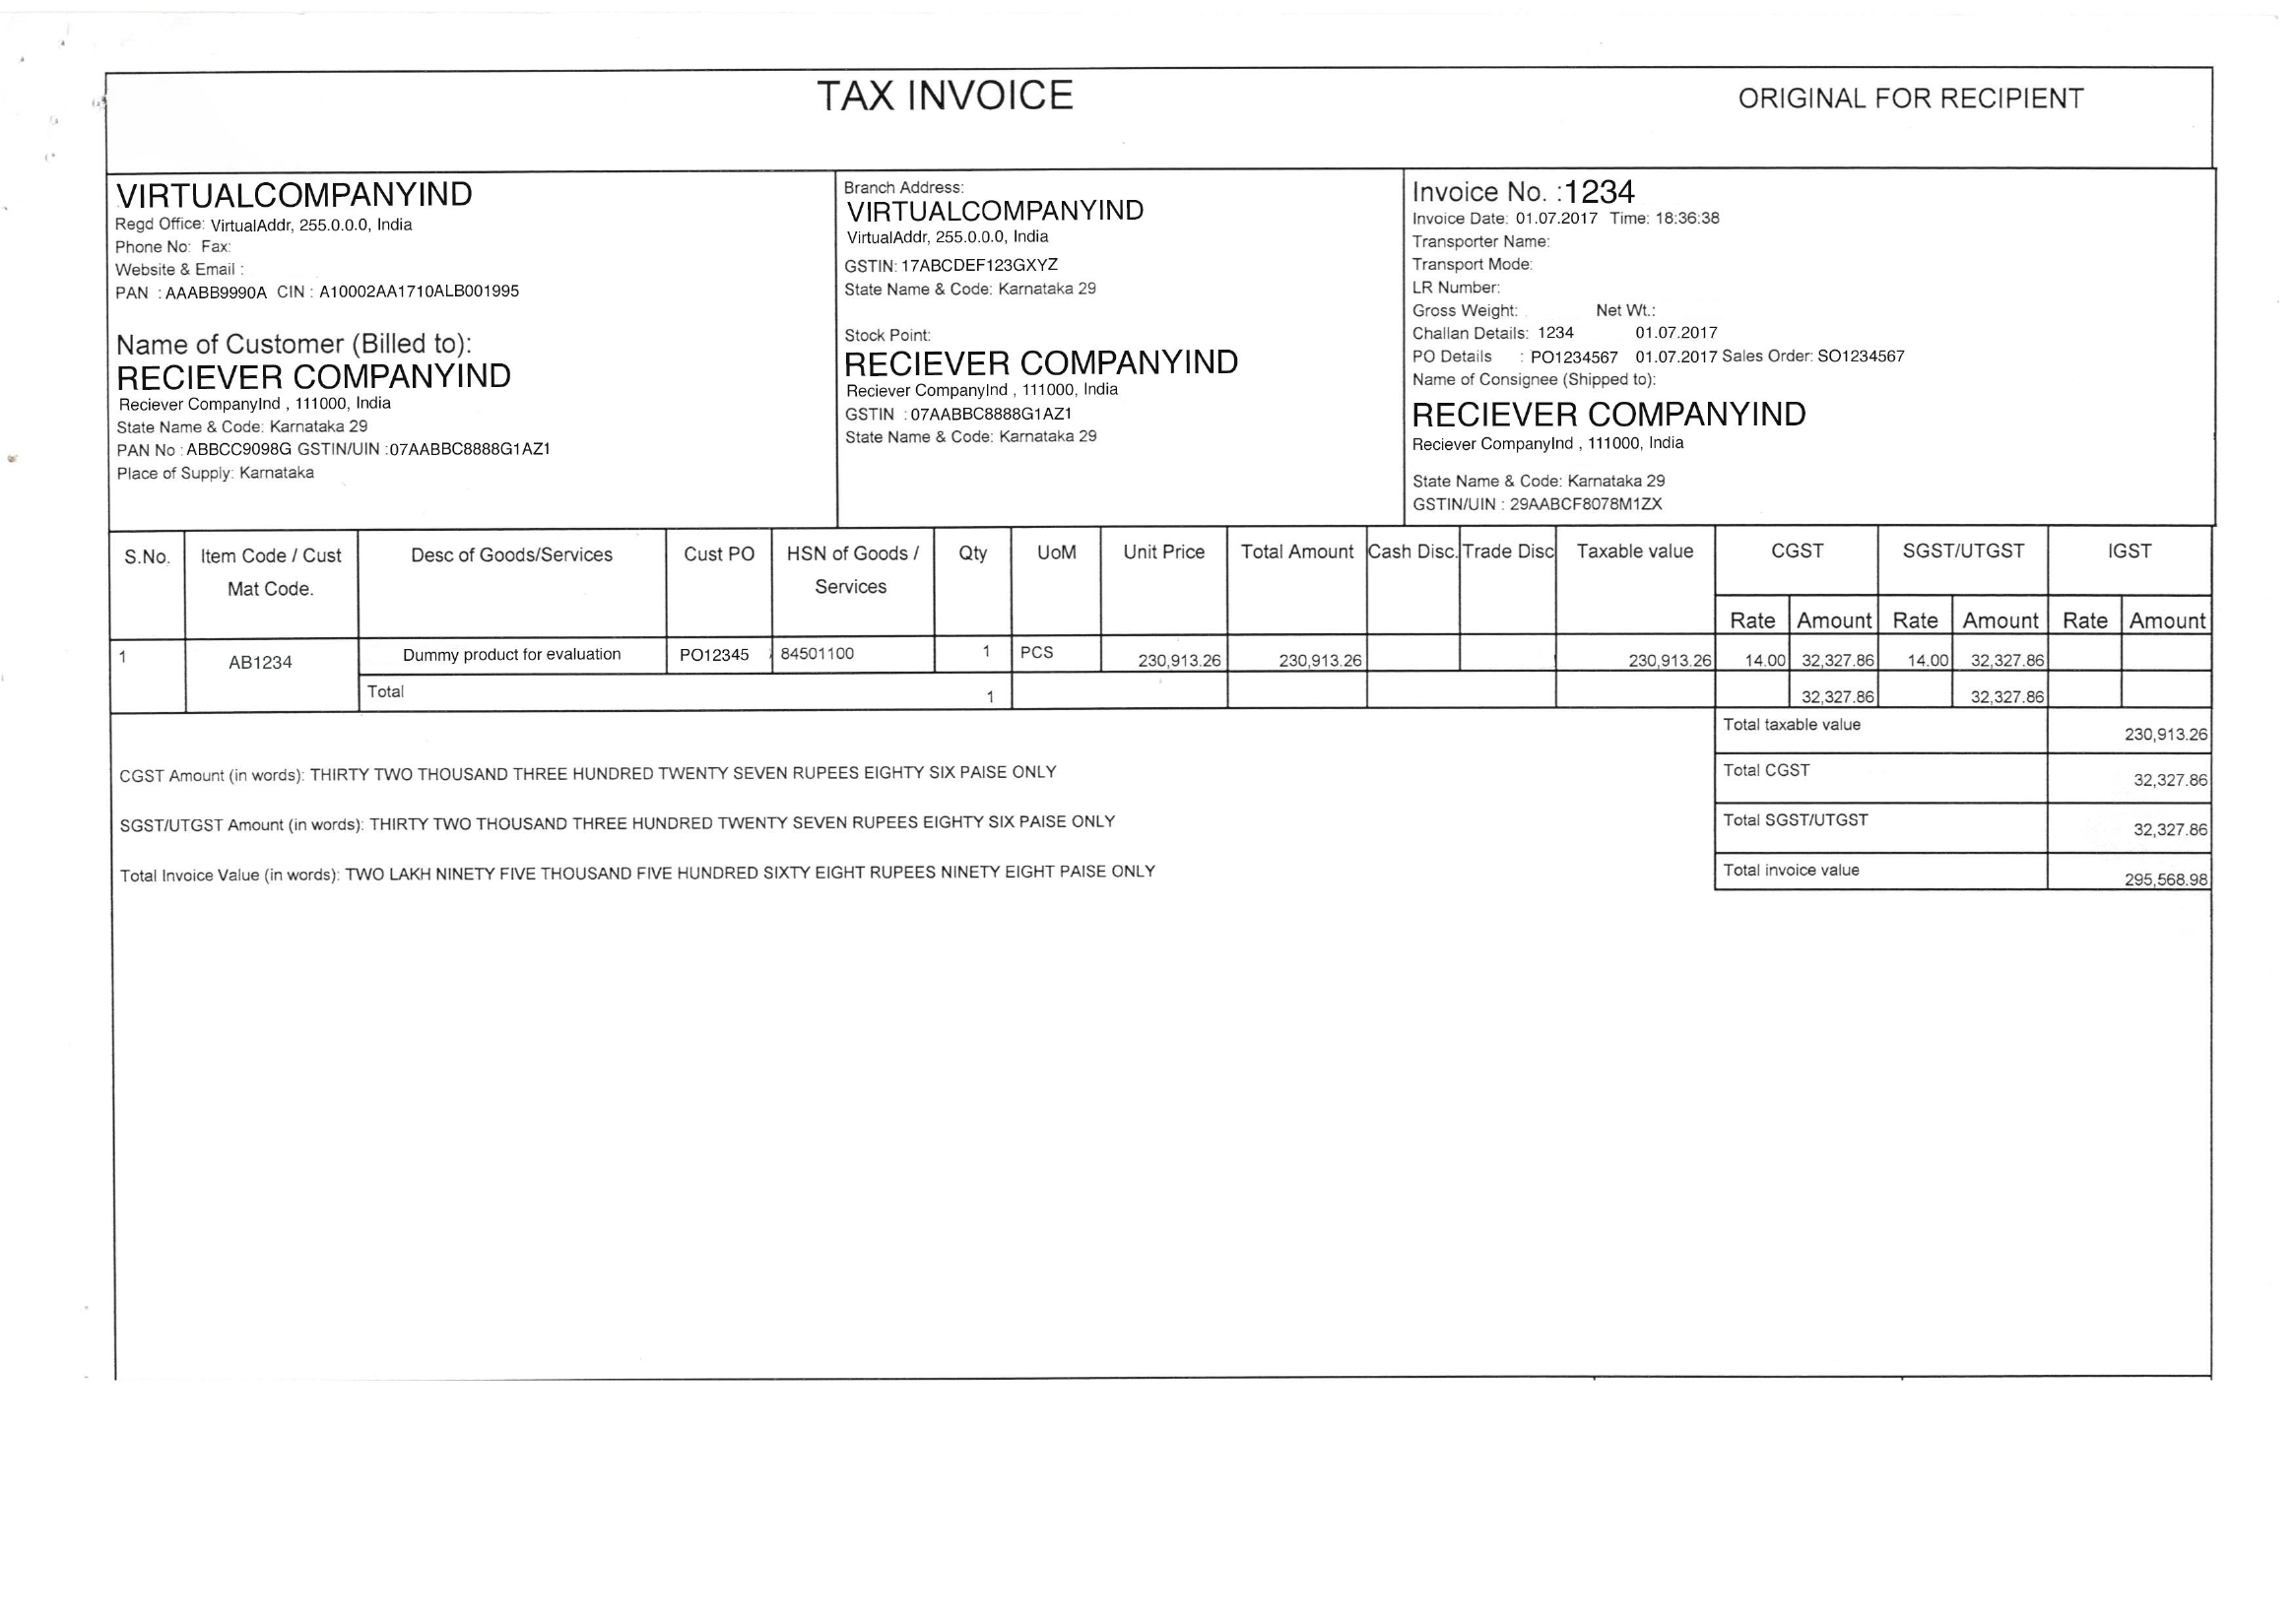 TAX INVOICE
ORIGINAL FOR RECIPIENT
VIRTUALCOMPANYIND
Regd Office: VirtualAddr, 255.0.0.0, India
Phone No: Fax:
Website & Email :
PAN : AAABB9990A CIN : A10002AA1710ALB001995
Name of Customer (Billed to):
RECIEVER COMPANYIND
Reciever CompanyInd , 111000, India
State Name & Code: Karnataka 29
PAN No : ABBCC9098G GSTIN/UIN :07AABBC8888G1AZ1
Place of Supply: Karnataka
Branch Address:
VIRTUALCOMPANYIND
VirtualAddr, 255.0.0.0, India
GSTIN: 17ABCDEF123GXYZ
State Name & Code: Karnataka 29
Stock Point:
RECIEVER COMPANYIND
Reciever CompanyInd , 111000, India
GSTIN : 07AABBC8888G1AZ1
State Name & Code: Karnataka 29
Invoice No. :1234
Invoice Date: 01.07.2017 Time: 18:36:38
Transporter Name:
Transport Mode:
LR Number:
Gross Weight: Net Wt.:
Challan Details: 1234 01.07.2017
PO Details : PO1234567 01.07.2017 Sales Order: SO1234567
Name of Consignee (Shipped to):
RECIEVER COMPANYIND
Reciever CompanyInd , 111000, India
State Name & Code: Karnataka 29
GSTIN/UIN : 29AABCF8078M1ZX
S.No. Item Code / Cust Desc of Goods/Services Cust PO HSN of Goods / Qty UoM Unit Price Total Amount Cash Disc. Trade Disc Taxable value CGST SGST/UTGST IGST
Mat Code. Services
Rate Amount Rate Amount Rate Amount
1 AB1234 Dummy product for evaluation PO12345 84501100 1 PCS 230,913.26 230,913.26 230,913.26 14.00 32,327.86 14.00 32,327.86
Total 1 32,327.86 32,327.86
Total taxable value 230,913.26
CGST Amount (in words): THIRTY TWO THOUSAND THREE HUNDRED TWENTY SEVEN RUPEES EIGHTY SIX PAISE ONLY
Total CGST 32,327.86
SGST/UTGST Amount (in words): THIRTY TWO THOUSAND THREE HUNDRED TWENTY SEVEN RUPEES EIGHTY SIX PAISE ONLY
Total SGST/UTGST 32,327.86
Total Invoice Value (in words): TWO LAKH NINETY FIVE THOUSAND FIVE HUNDRED SIXTY EIGHT RUPEES NINETY EIGHT PAISE ONLY
Total invoice value 295,568.98